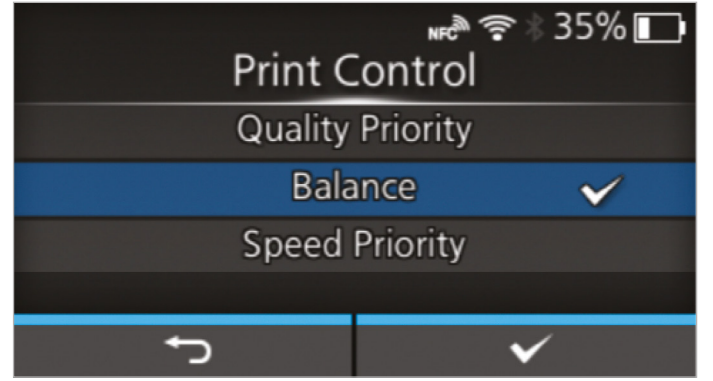 NFC 35%
Print Control
Quality Priority
Balance
Speed Priority